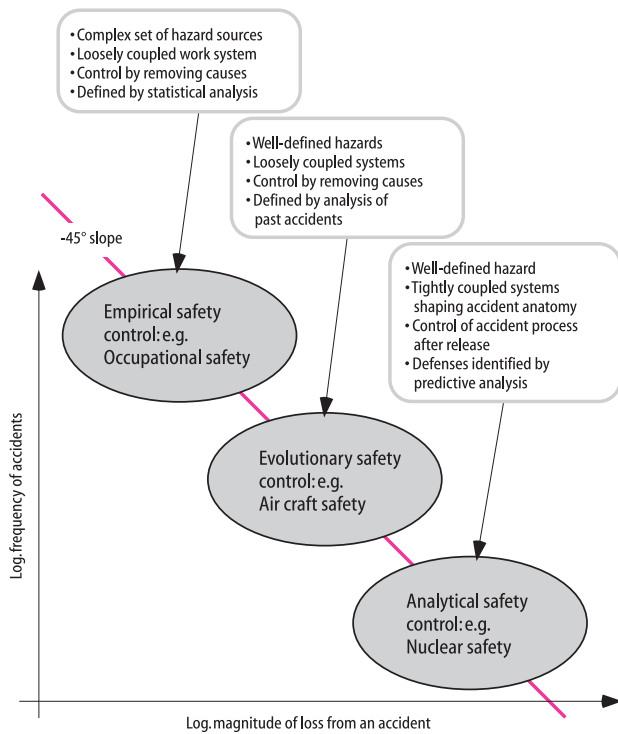 •Complex set of hazard sources
•Loosely coupled work system
•Control by removing causes
•Defined by statistical analysis
•Well-defined hazards
•Loosely coupled systems
•Control by removing causes
•Defined by analysis of
past accidents
-45° slope
•Well-defined hazard
•Tightly coupled systems
shaping accident anatomy
•Control of accident process
after release
•Defenses identified by
predictive analysis
Empirical safety
control: e.g.
Occupational safety
Evolutionary safety
control: e.g.
Air craft safety
Analytical safety
control: e.g.
Nuclear safety
Log. frequency of accidents
Log. magnitude of loss from an accident